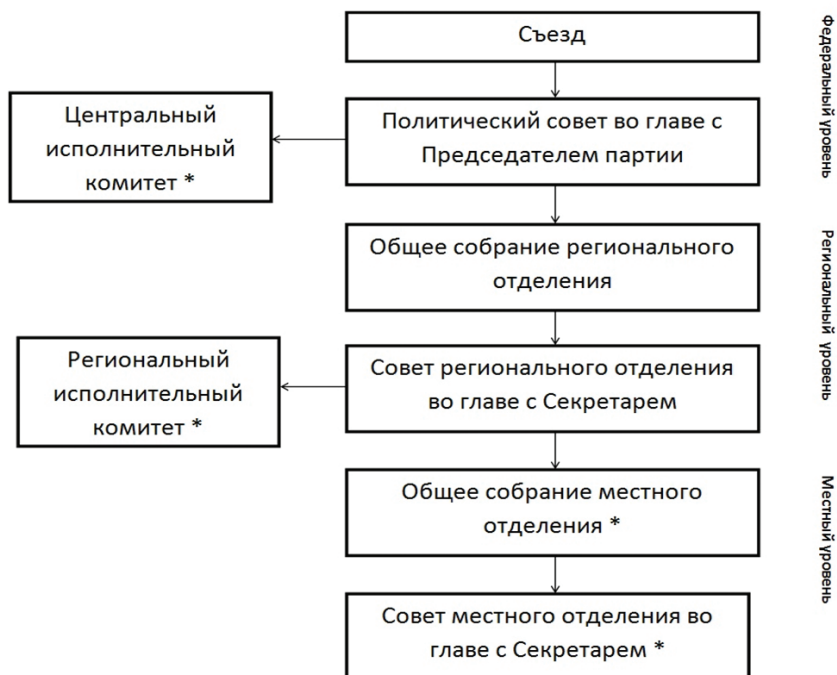 Съезд
Федеральный уровень
Центральный
исполнительный
комитет *
Политический совет во главе с
Председателем партии
Общее собрание регионального
отделения
Региональный уровень
Региональный
исполнительный
комитет *
Совет регионального отделения
во главе с Секретарем
Общее собрание местного
отделения *
Местный уровень
Совет местного отделения во
главе с Секретарем *